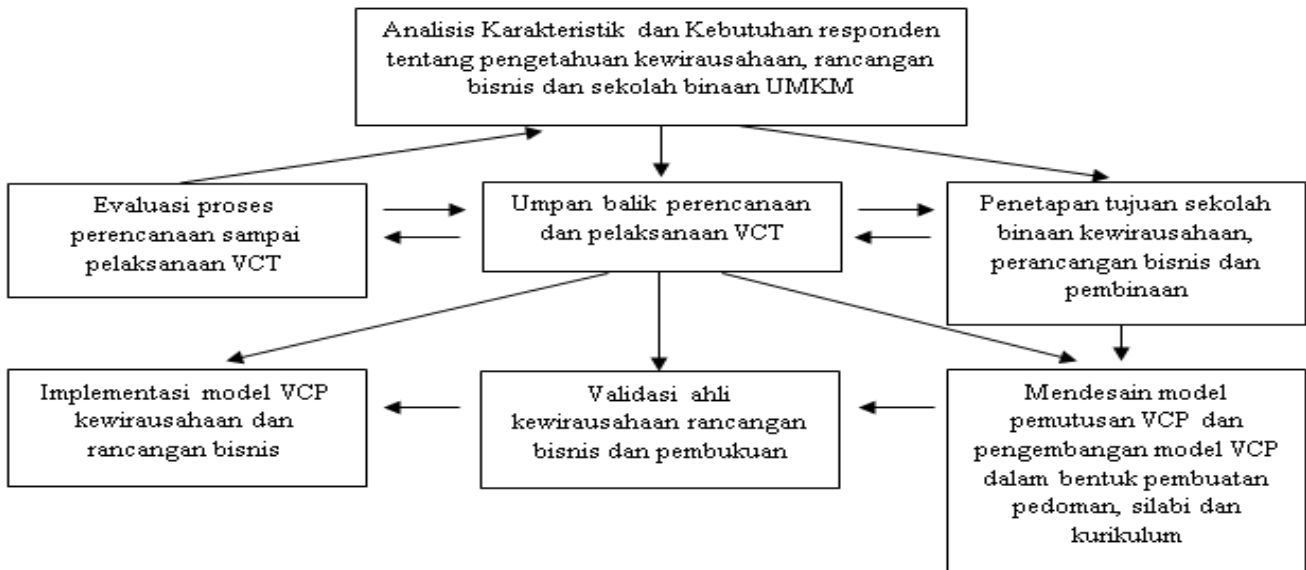 Analisis Karakteristik dan Kebutuhan responden
tentang pengetahuan kewirausahaan, rancangan
bisnis dan sekolah binaan UMKM
Evaluasi proses
perencanaan sampai
pelaksanaan VCT
Umpan balik perencanaan
dan pelaksanaan VCT
Penetapan tujuan sekolah
binaan kewirausahaan,
perancangan bisnis dan
pembinaan
Implementasi model VCP
kewirausahaan dan
rancangan bisnis
Validasi ahli
kewirausahaan rancangan
bisnis dan pembukuan
Mendesain model
pemutusan VCP dan
pengembangan model VCP
dalam bentuk pembuatan
pedoman, silabi dan
kurikulum